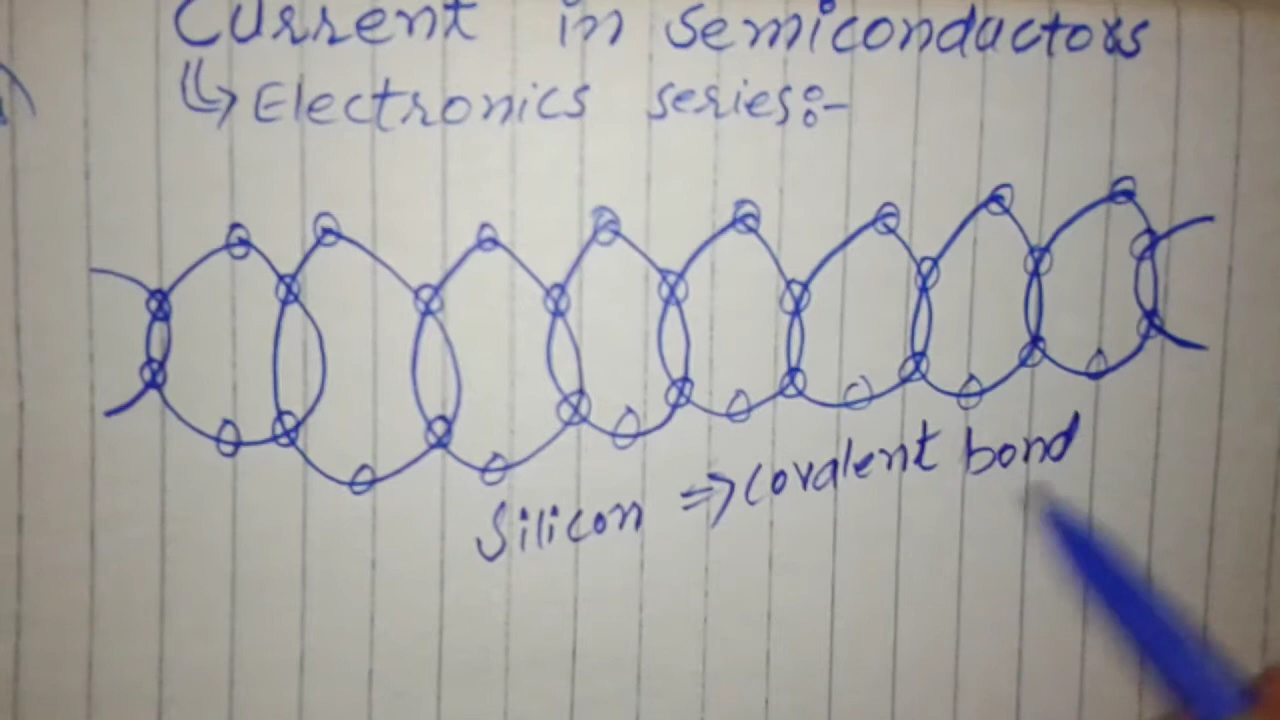 Current in semiconductors
↳ Electronics series:-
Silicon ⇒ covalent bond